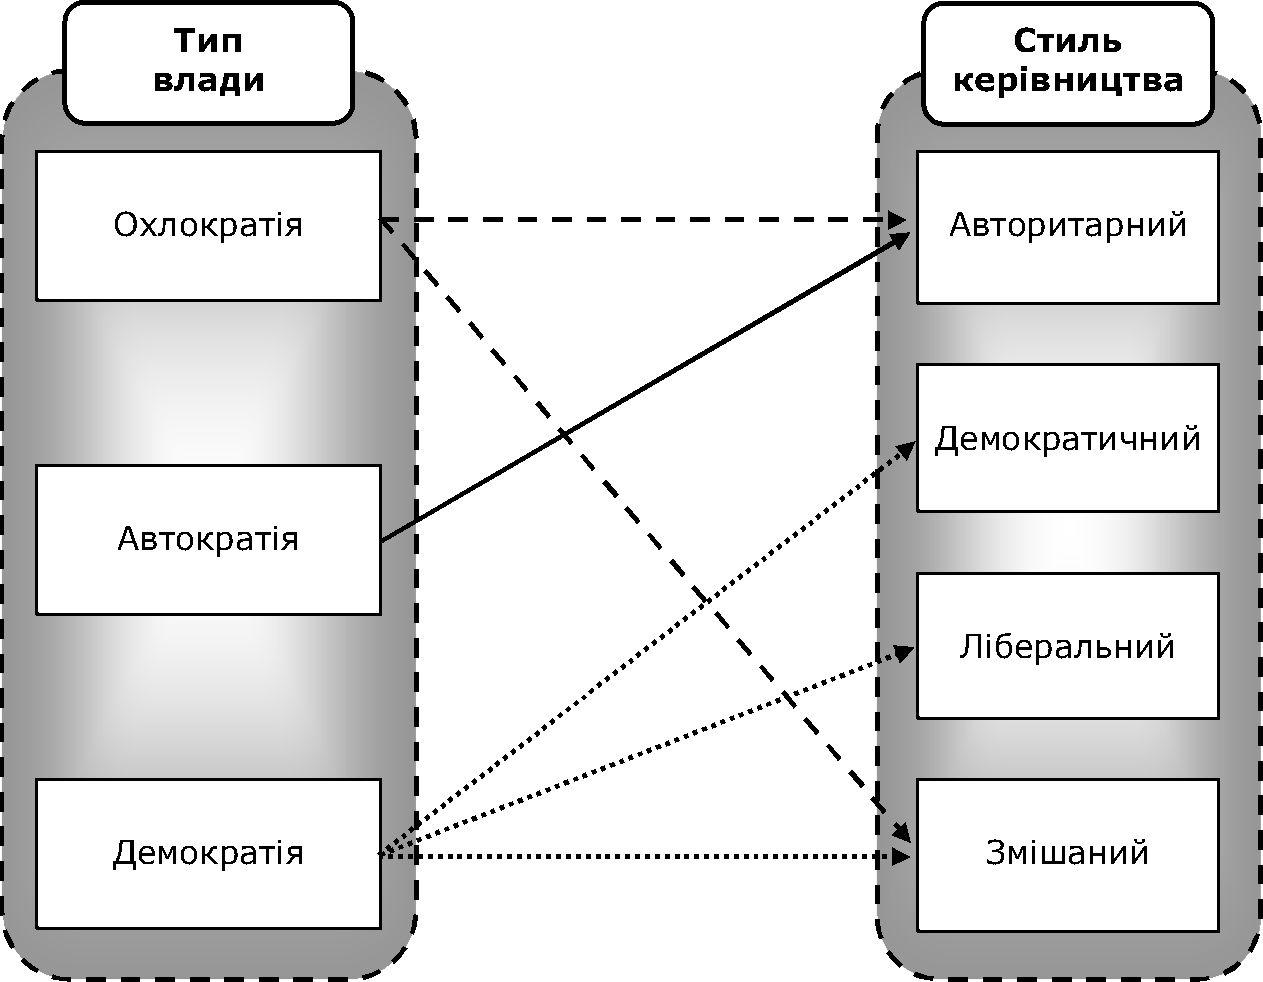 Тип
влади
Охлократія
Автократія
Демократія
Стиль
керівництва
Авторитарний
Демократичний
Ліберальний
Змішаний